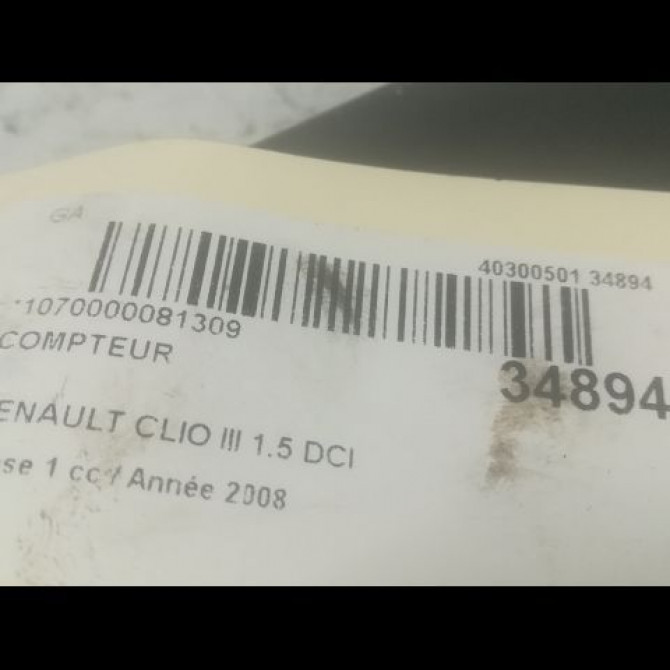 GA
40300501 34894
*1070000081309
COMPTEUR
34894
ENAULT CLIO III 1.5 DCI
se 1 cc / Année 2008